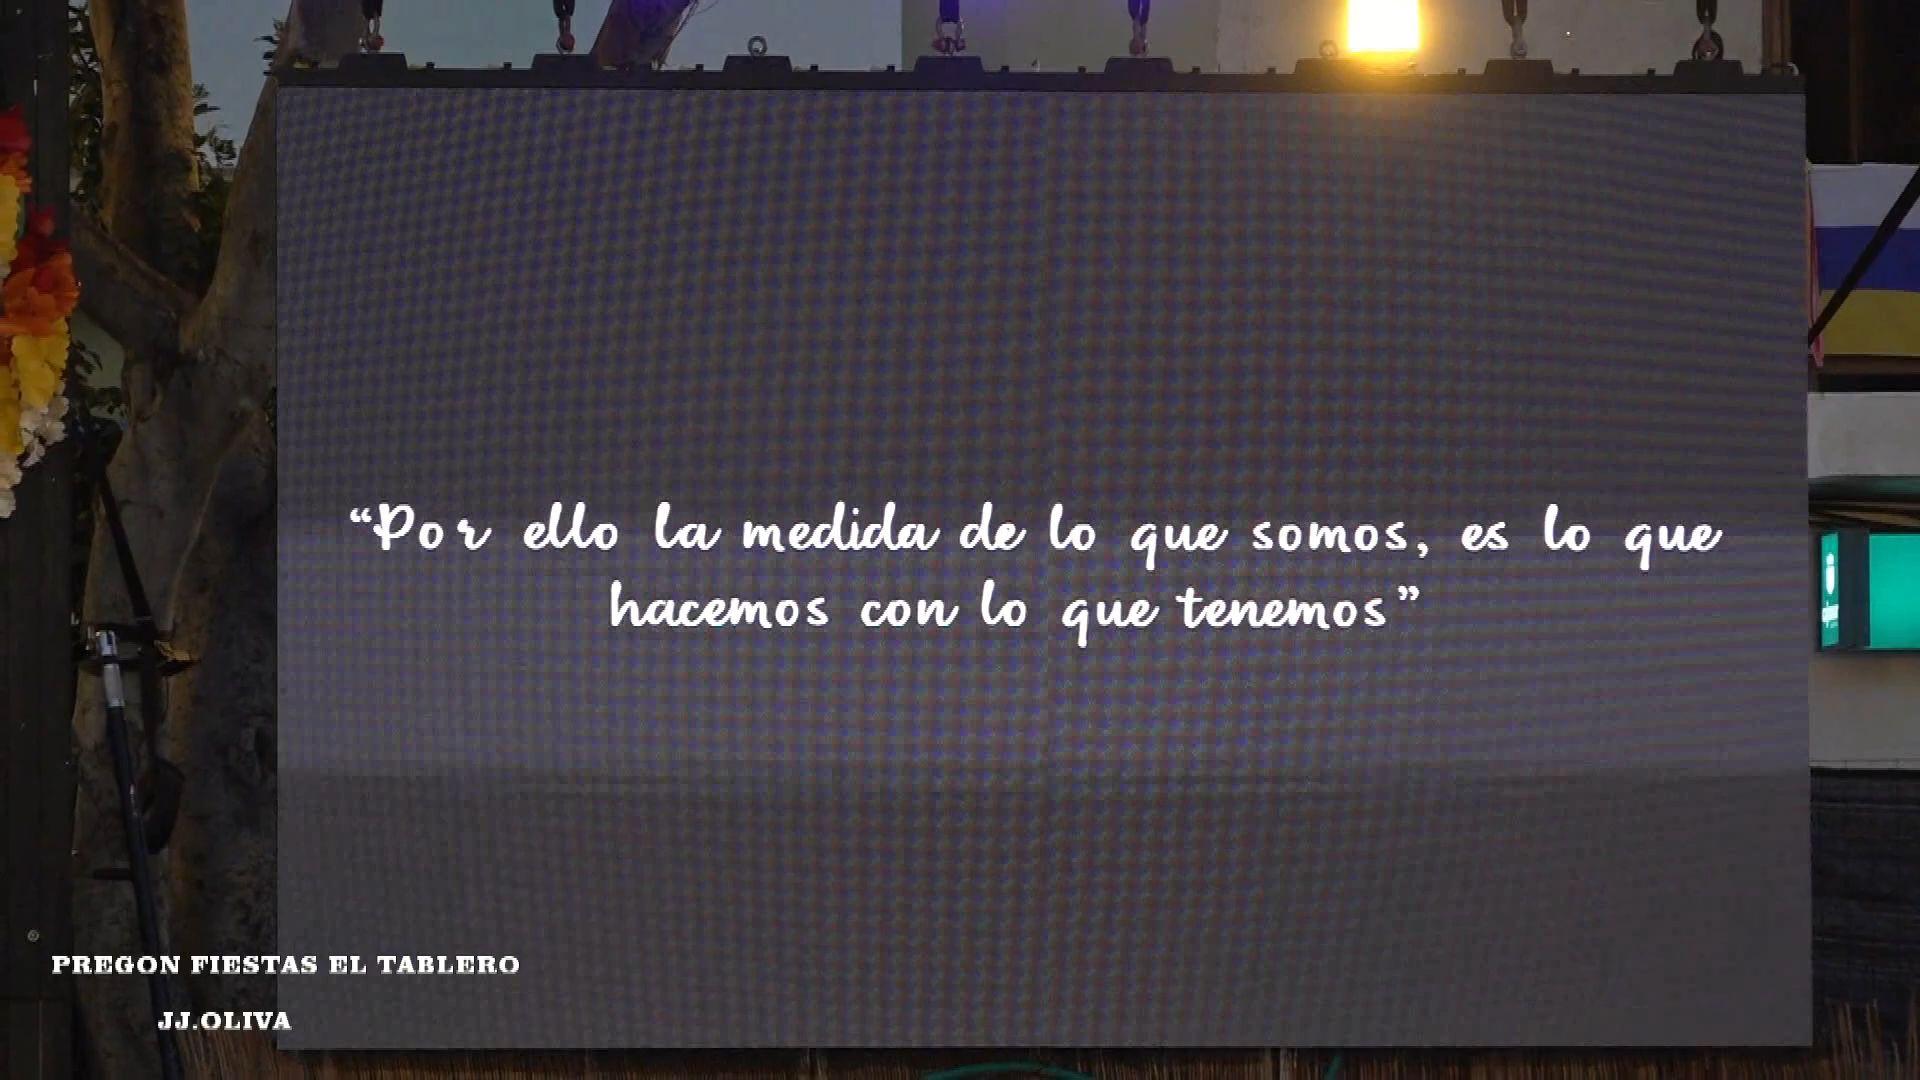 “Por ello la medida de lo que somos, es lo que
hacemos con lo que tenemos”
PREGON FIESTAS EL TABLERO
JJ.OLIVA